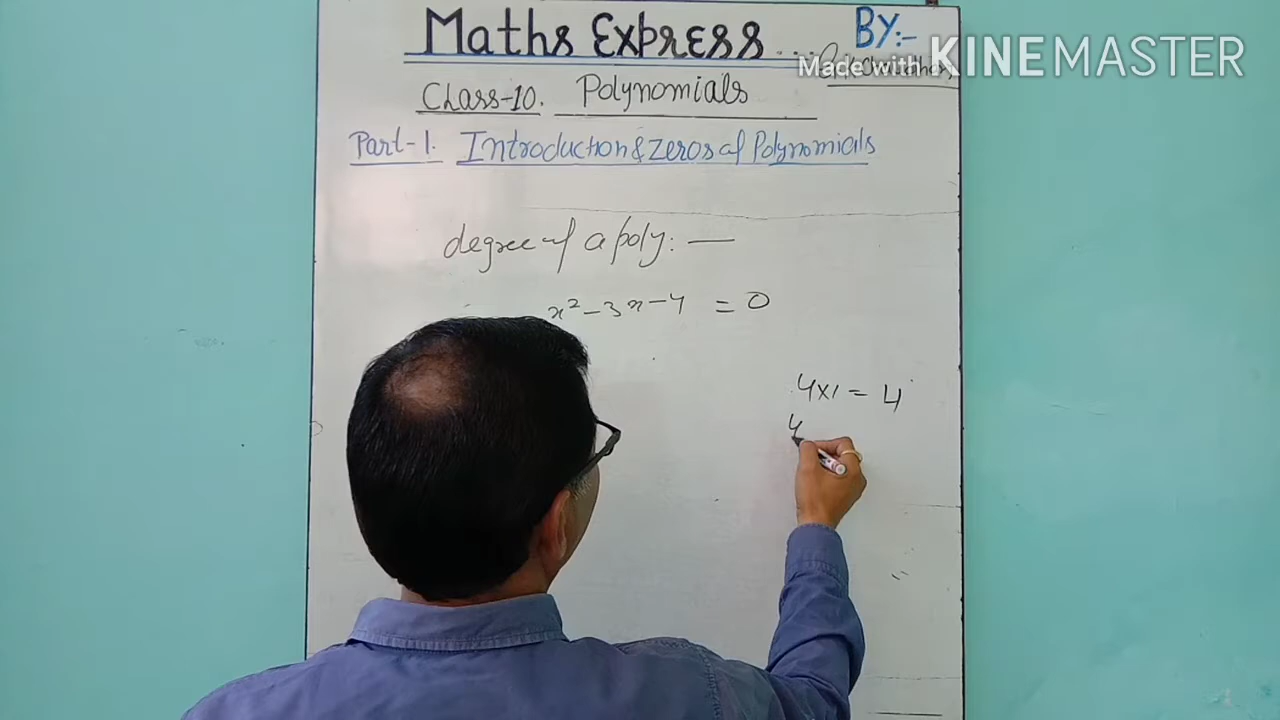 Maths Express ... BY:-
Made with KINEMASTER
Class-10. Polynomials
Part-1. Introduction & Zeros of Polynomials
degree of a poly: —
x² - 3x - 4 = 0
4x1 = 4
4